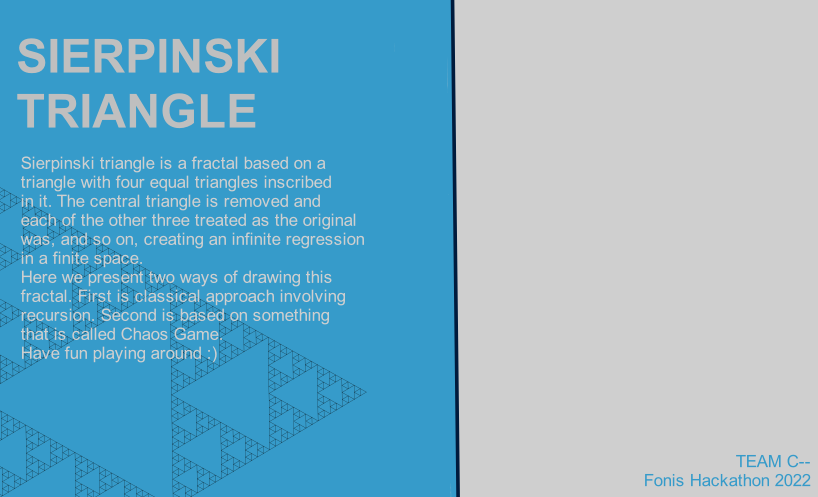 SIERPINSKI
TRIANGLE
Sierpinski triangle is a fractal based on a
triangle with four equal triangles inscribed
in it. The central triangle is removed and
each of the other three treated as the original
was, and so on, creating an infinite regression
in a finite space.
Here we present two ways of drawing this
fractal. First is classical approach involving
recursion. Second is based on something
that is called Chaos Game.
Have fun playing around :)
TEAM C--
Fonis Hackathon 2022